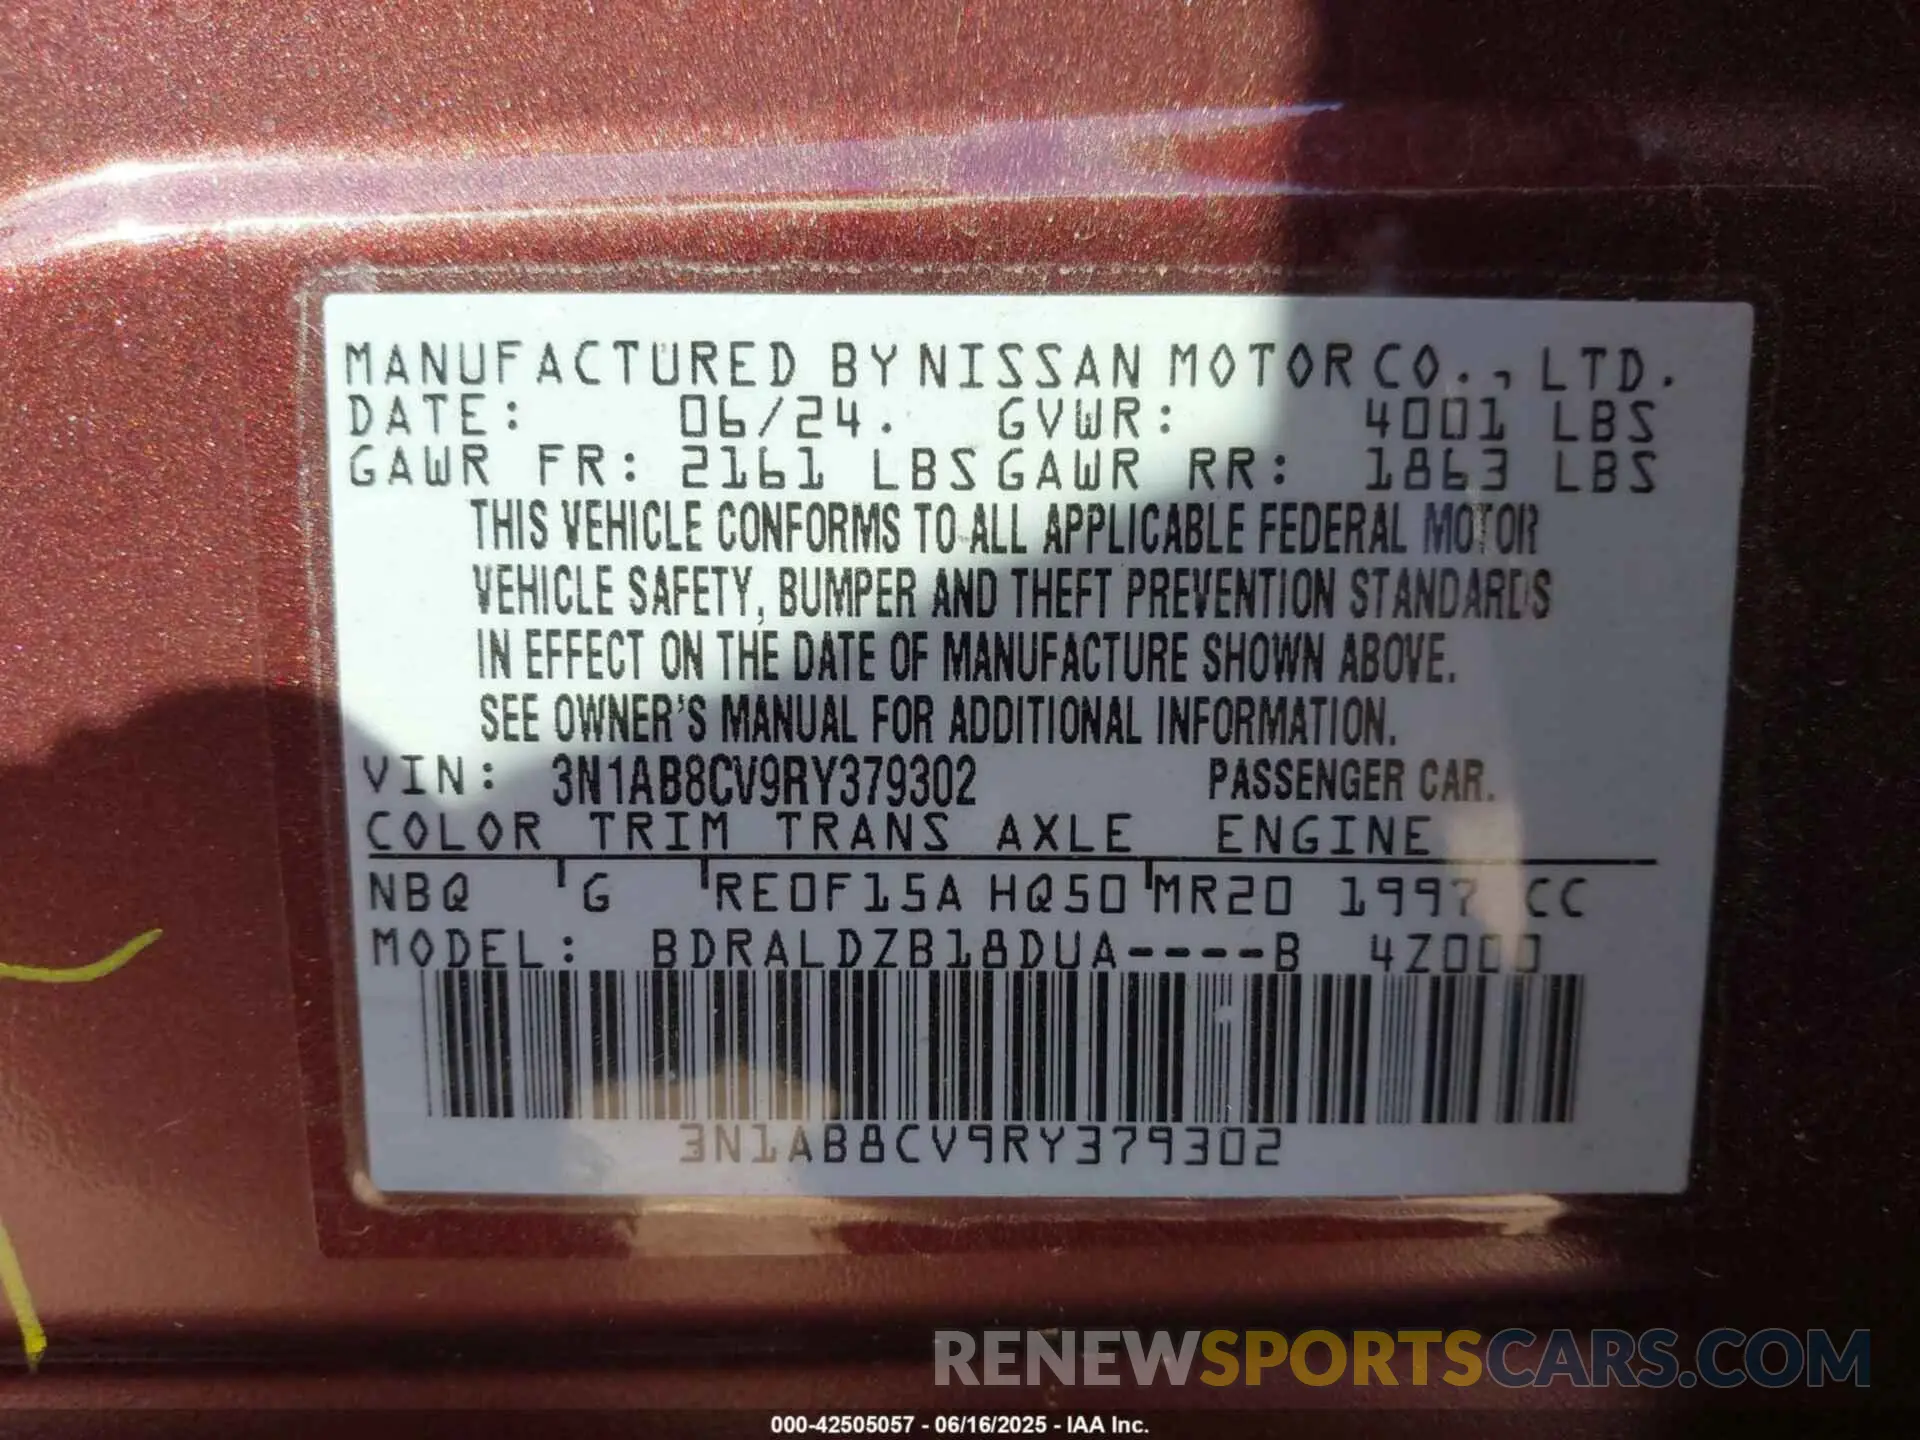 MANUFACTURED BY NISSAN MOTOR CO., LTD.
DATE: 06/24. GVWR: 4001 LBS
GAWR FR: 2161 LBS GAWR RR: 1863 LBS
THIS VEHICLE CONFORMS TO ALL APPLICABLE FEDERAL MOTOR
VEHICLE SAFETY, BUMPER AND THEFT PREVENTION STANDARDS
IN EFFECT ON THE DATE OF MANUFACTURE SHOWN ABOVE.
SEE OWNER'S MANUAL FOR ADDITIONAL INFORMATION.
VIN: 3N1AB8CV9RY379302 PASSENGER CAR.
COLOR TRIM TRANS AXLE ENGINE
NBQ G RE0F15A HQ50 MR20 1997 CC
MODEL: BDRALDZB18DUA----B 4Z000
3N1AB8CV9RY379302
RENEWSPORTSCARS.COM
000-42505057 - 06/16/2025 - IAA Inc.